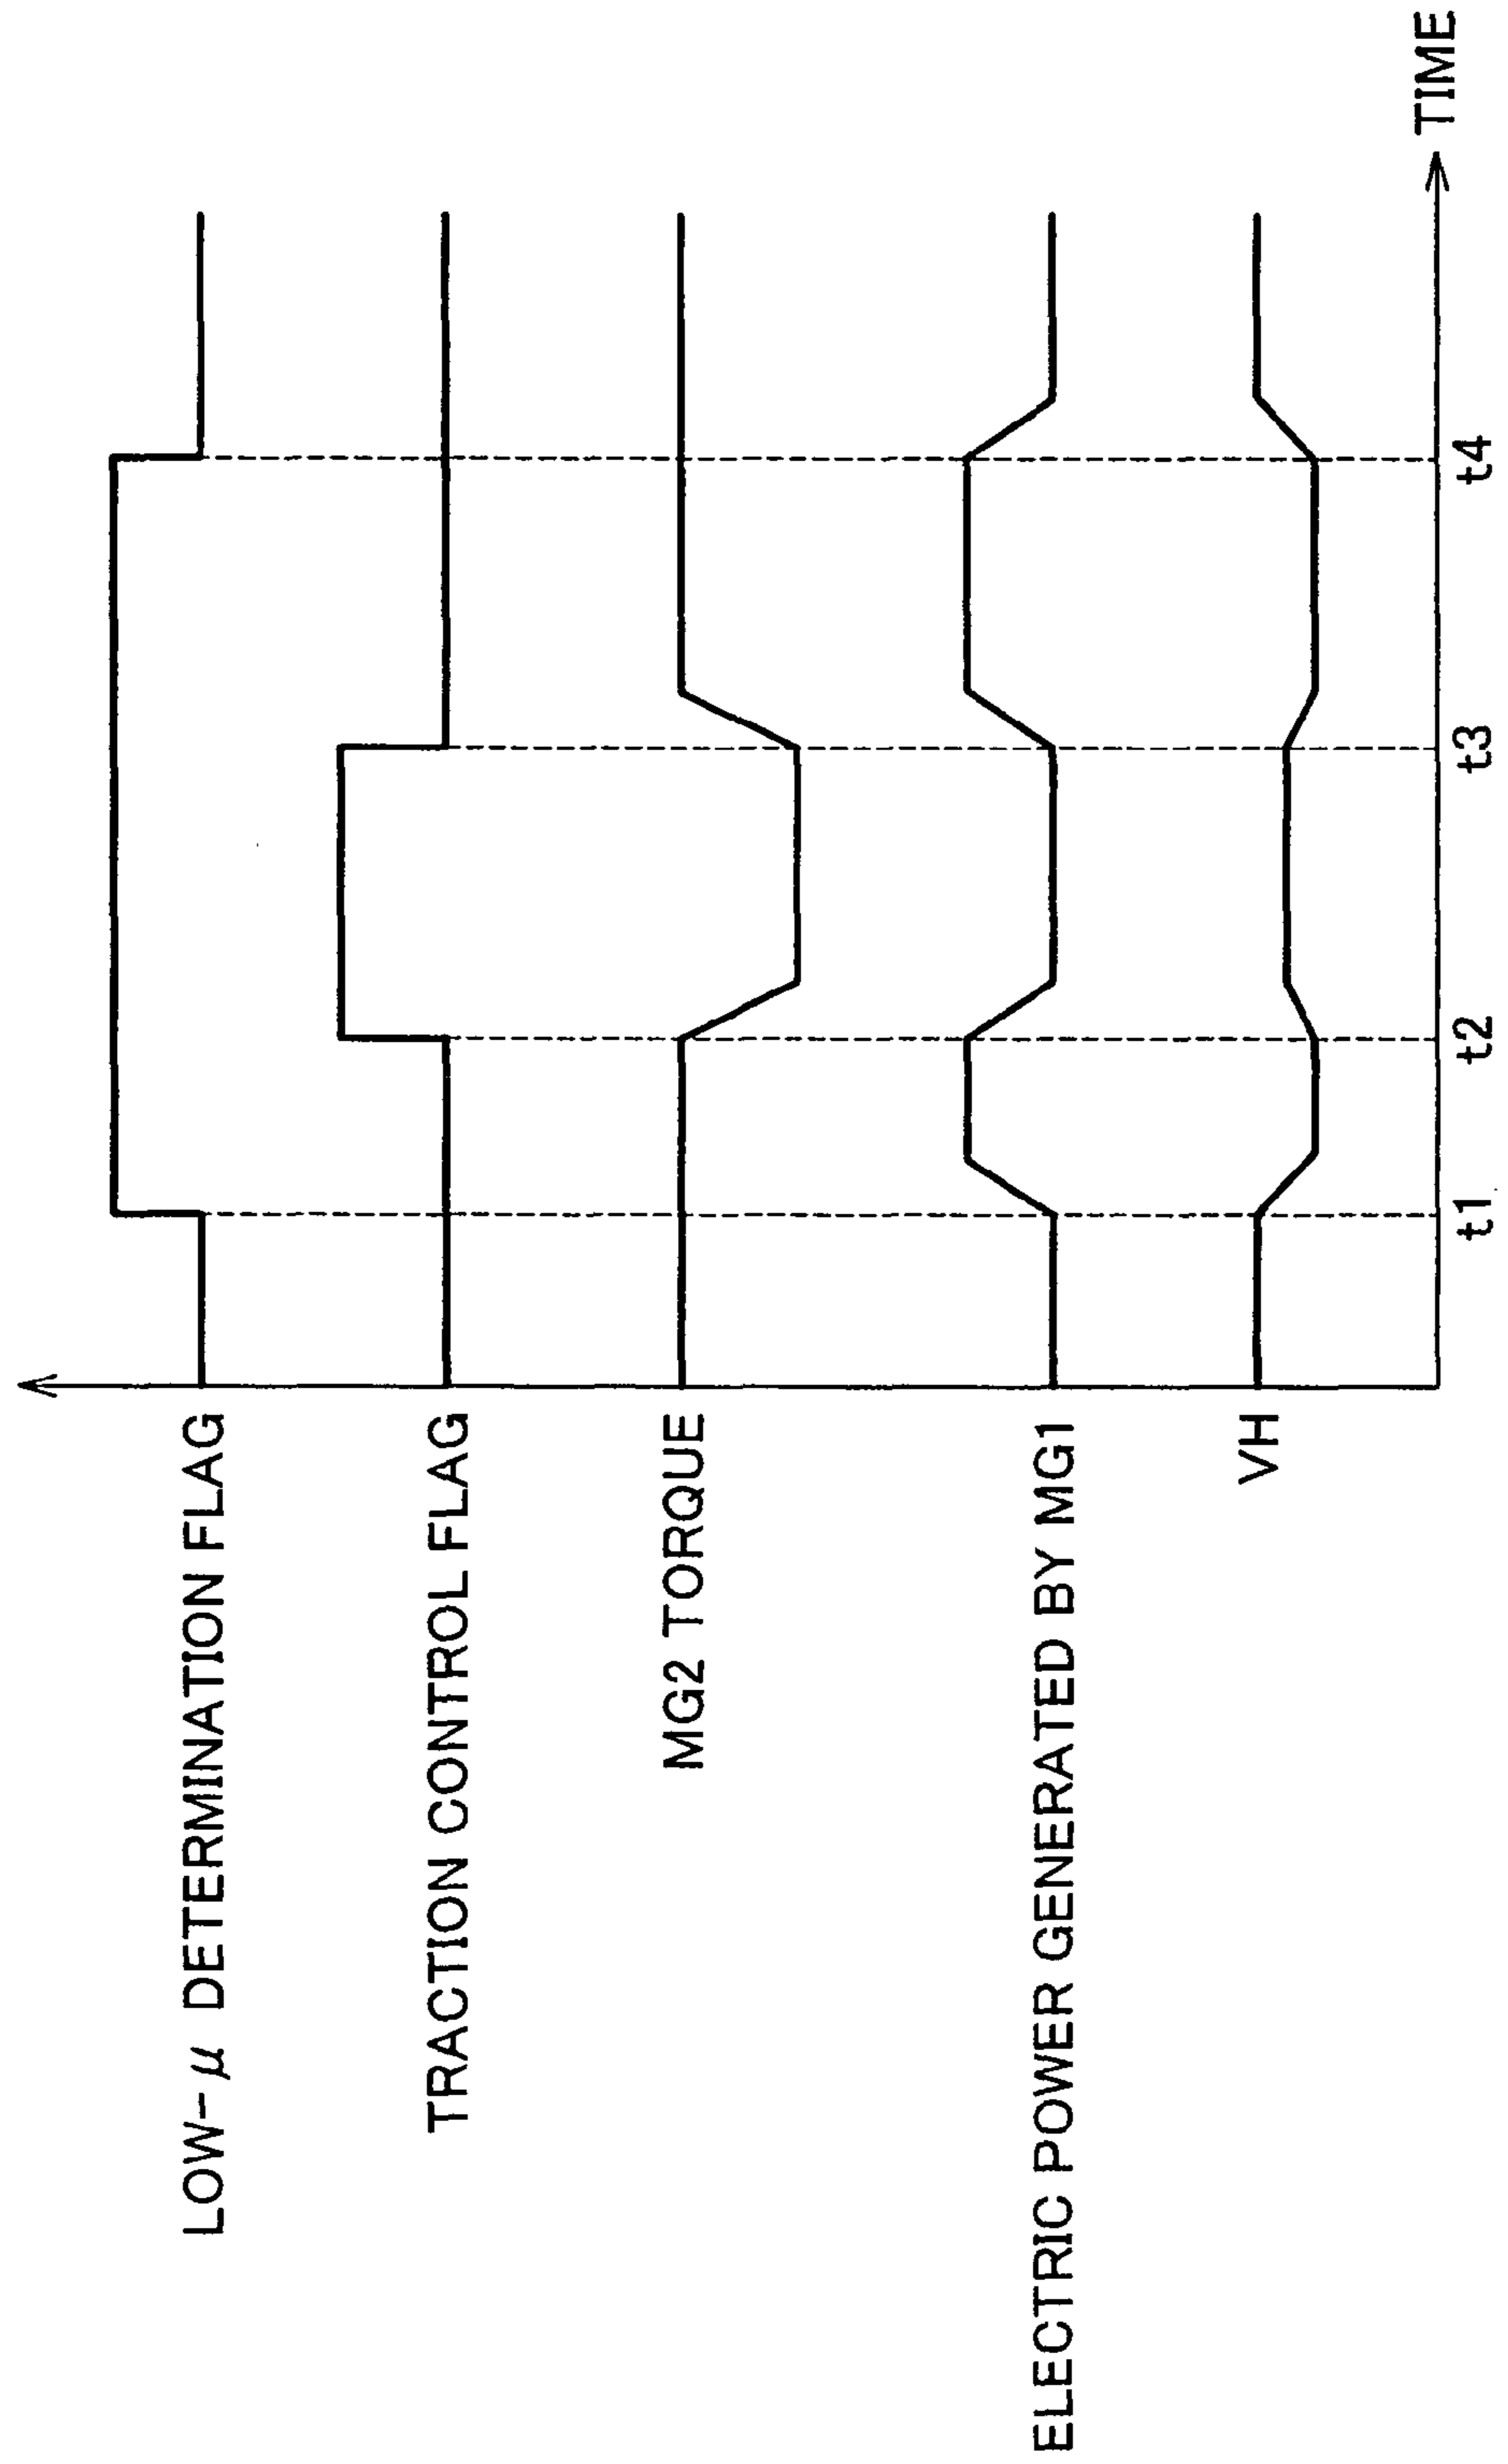 LOW-μ DETERMINATION FLAG
TRACTION CONTROL FLAG
MG2 TORQUE
ELECTRIC POWER GENERATED BY MG1
VH
t1
t2
t3
t4
TIME